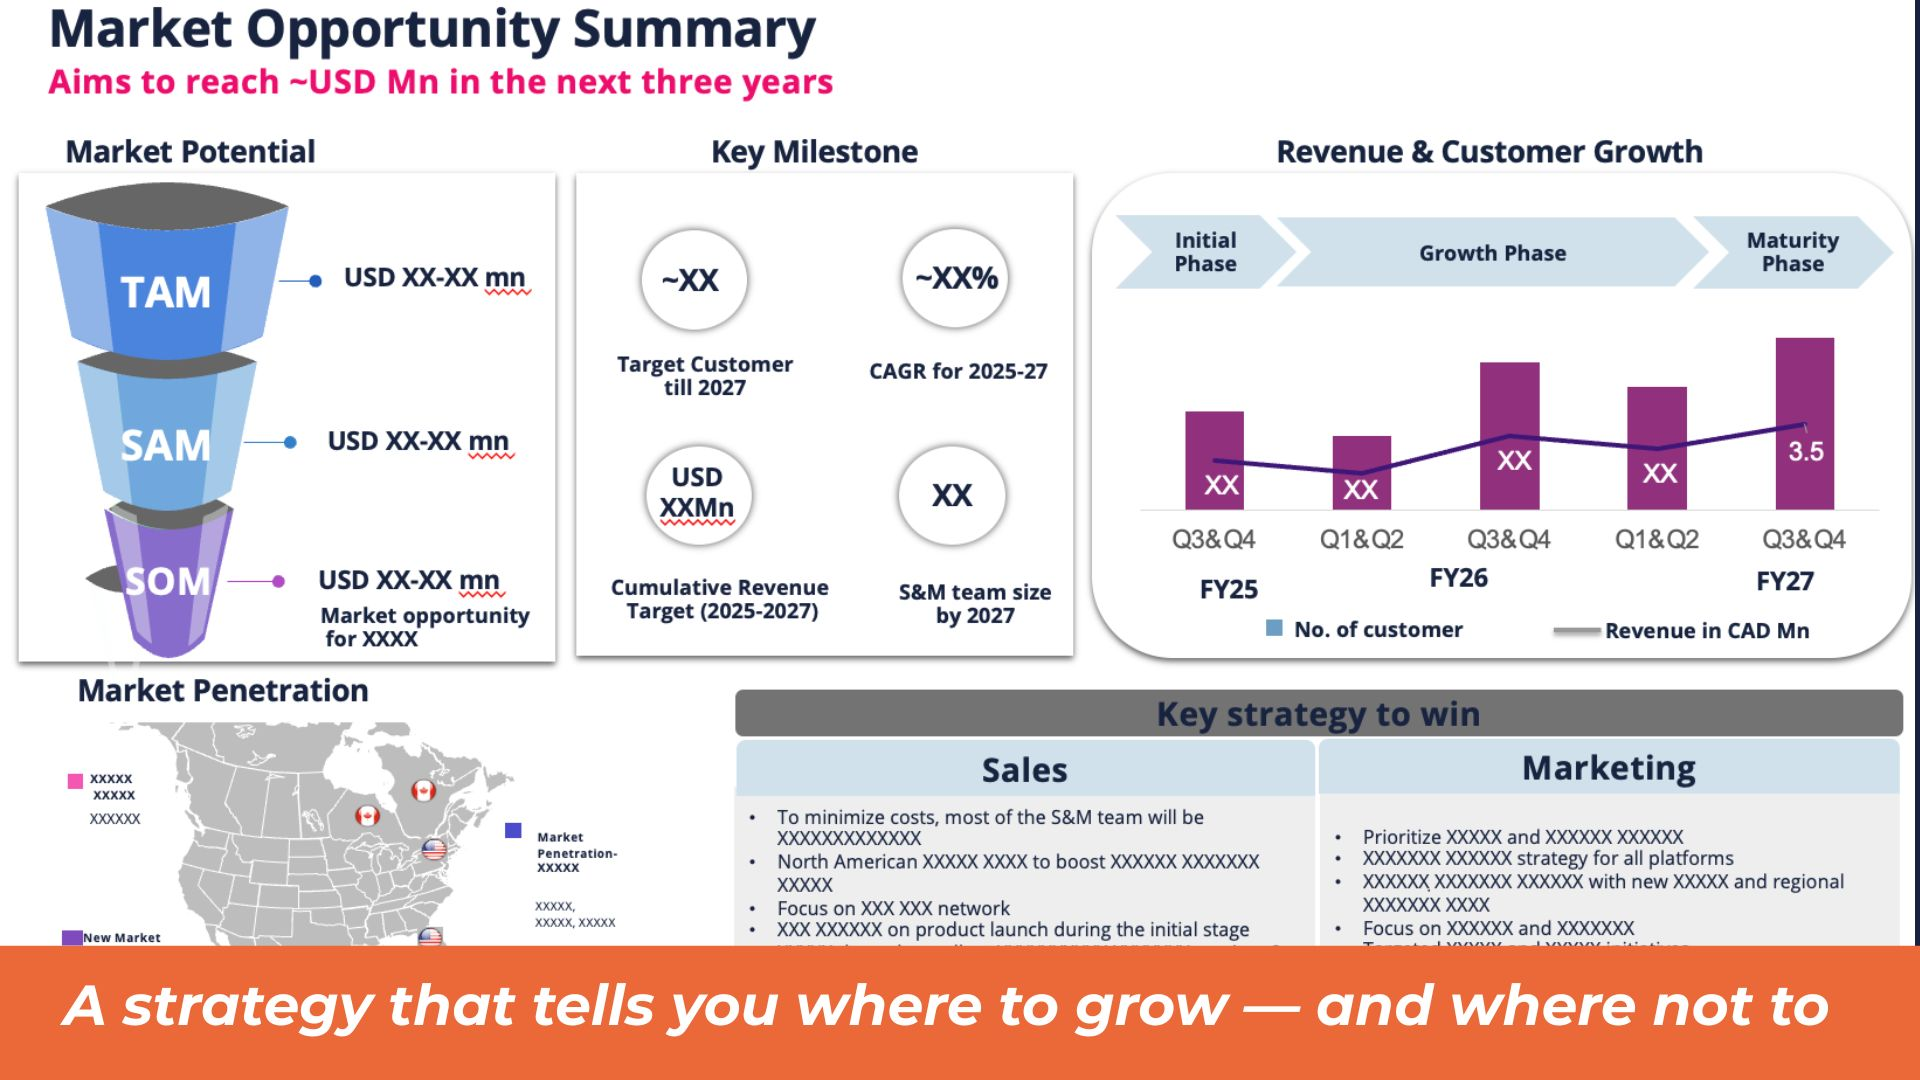 Market Opportunity Summary
Aims to reach ~USD Mn in the next three years
Market Potential
TAM
USD XX-XX mn
SAM
USD XX-XX mn
SOM
USD XX-XX mn
Market opportunity
for XXXX
Key Milestone
~XX
Target Customer
till 2027
~XX%
CAGR for 2025-27
USD
XXMn
Cumulative Revenue
Target (2025-2027)
XX
S&M team size
by 2027
Revenue & Customer Growth
Initial
Phase
Growth Phase
Maturity
Phase
XX
XX
XX
XX
3.5
Q3&Q4
Q1&Q2
Q3&Q4
Q1&Q2
Q3&Q4
FY25
FY26
FY27
No. of customer
Revenue in CAD Mn
Market Penetration
XXXXX
XXXXX
XXXXXX
Market
Penetration-
XXXXX
XXXXX,
XXXXX, XXXXX
New Market
Key strategy to win
Sales
• To minimize costs, most of the S&M team will be
XXXXXXXXXXXXX
• North American XXXXX XXXX to boost XXXXXX XXXXXXX
XXXXX
• Focus on XXX XXX network
• XXX XXXXXX on product launch during the initial stage
Marketing
• Prioritize XXXXX and XXXXXX XXXXXX
• XXXXXXX XXXXXX strategy for all platforms
• XXXXXX XXXXXXX XXXXXX with new XXXXX and regional
XXXXXXX XXXX
• Focus on XXXXXX and XXXXXXX
A strategy that tells you where to grow — and where not to